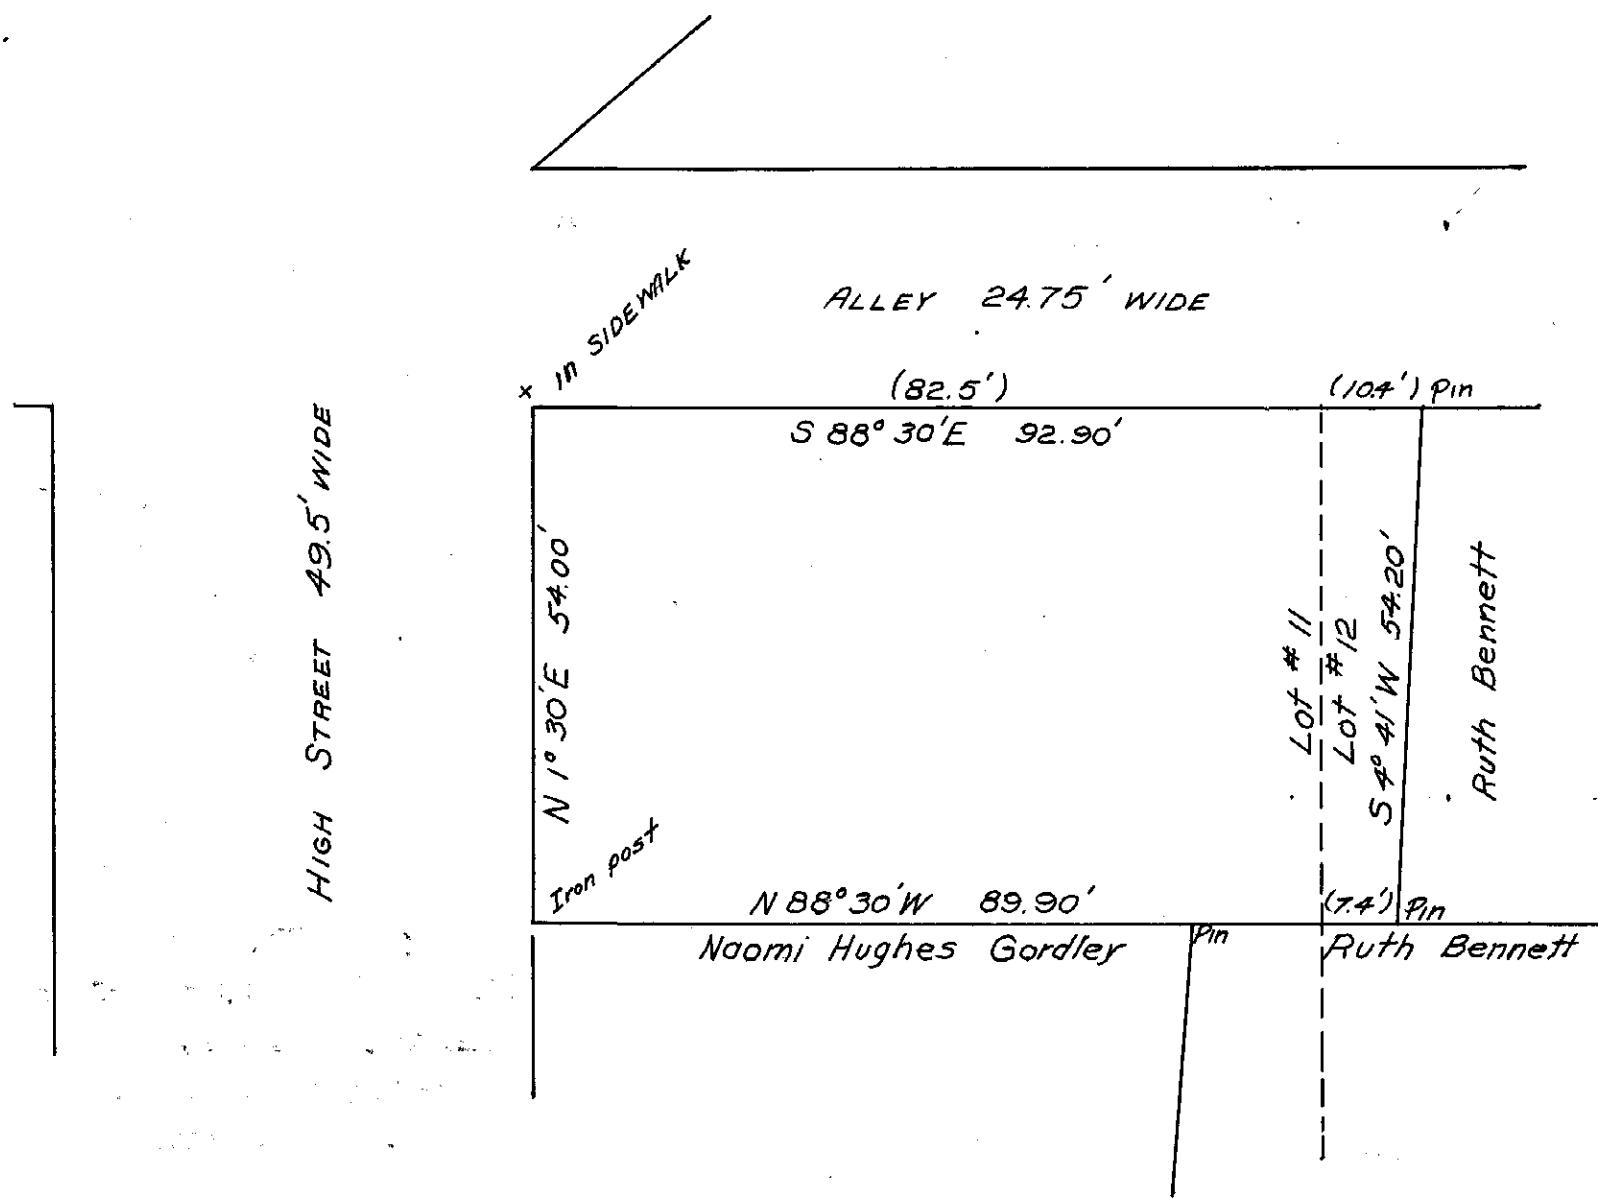 ALLEY 24.75' WIDE
x in SIDEWALK
(82.5')
(10.4') Pin
S 88° 30'E 92.90'
HIGH STREET 49.5' WIDE
N 1° 30'E 54.00'
Lot # 11
Lot # 12
S 4° 41' W 54.20'
Ruth Bennett
Iron post
N 88° 30' W 89.90'
(7.4') Pin
Naomi Hughes Gordley
Pin
Ruth Bennett